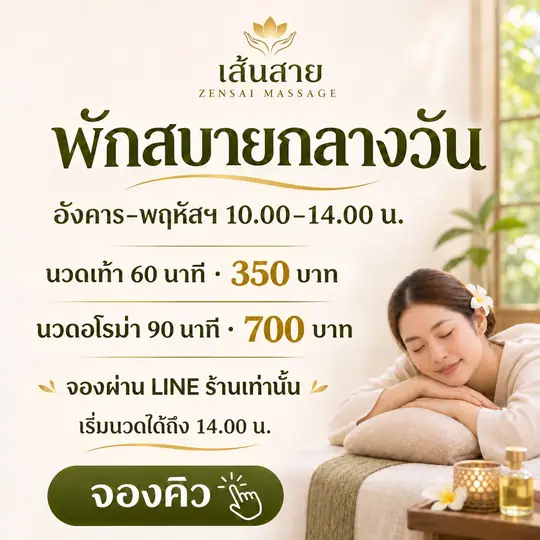 เส้นสาย
ZENSAI MASSAGE
พักสบายกลางวัน
อังคาร-พฤหัสฯ 10.00-14.00 น.
นวดเท้า 60 นาที · 350 บาท
นวดอโรม่า 90 นาที · 700 บาท
จองผ่าน LINE ร้านเท่านั้น
เริ่มนวดได้ถึง 14.00 น.
จองคิว